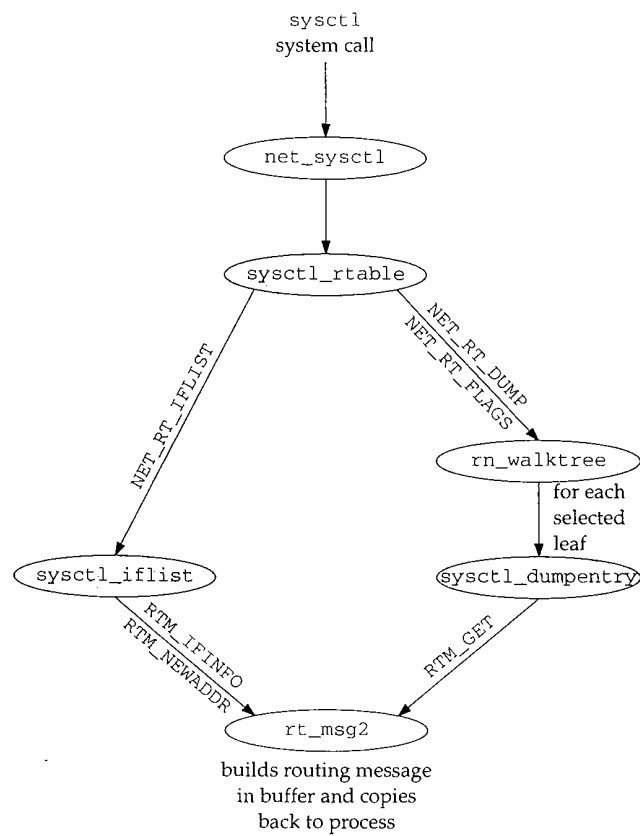 sysctl
system call
net_sysctl
sysctl_rtable
NET_RT_IFLIST
NET_RT_DUMP
NET_RT_FLAGS
rn_walktree
for each
selected
leaf
sysctl_iflist
sysctl_dumpentry
RTM_IFINFO
RTM_NEWADDR
RTM_GET
rt_msg2
builds routing message
in buffer and copies
back to process